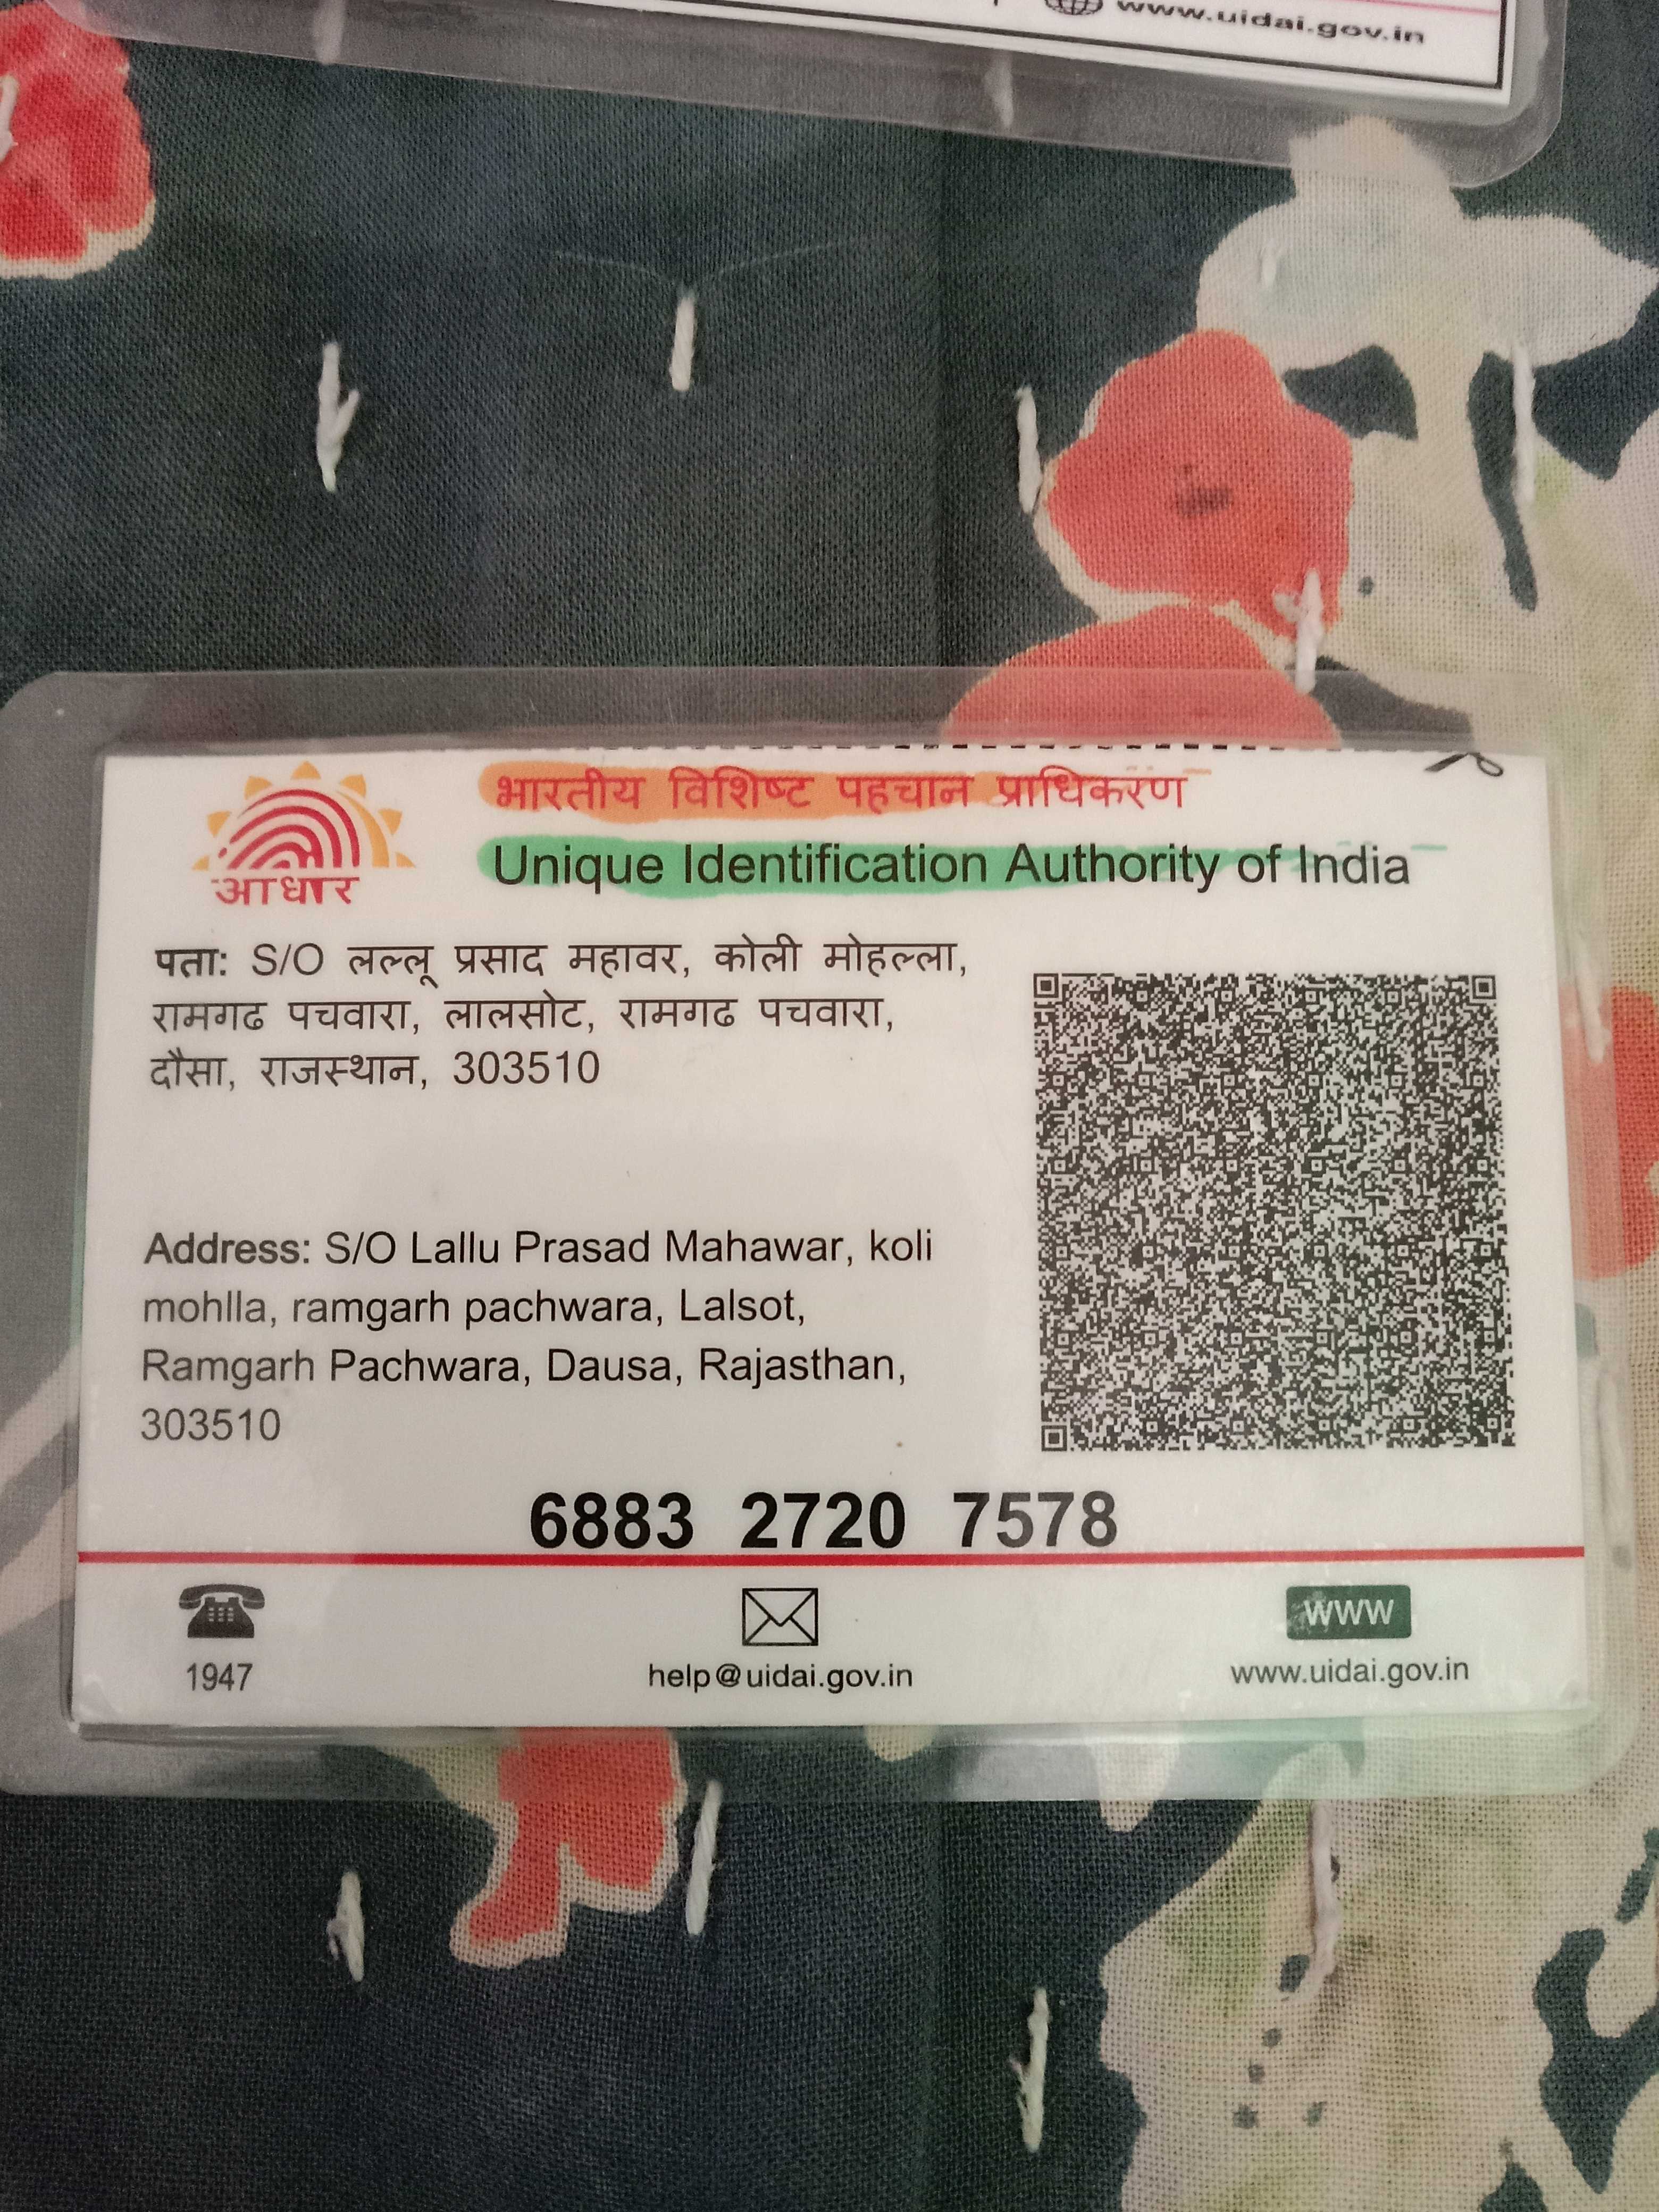 www.uidai.gov.in
आधार
भारतीय विशिष्ट पहचान प्राधिकरण
Unique Identification Authority of India
पता: S/O लल्लू प्रसाद महावर, कोली मोहल्ला,
रामगढ पचवारा, लालसोट, रामगढ पचवारा,
दौसा, राजस्थान, 303510
Address: S/O Lallu Prasad Mahawar, koli
mohlla, ramgarh pachwara, Lalsot,
Ramgarh Pachwara, Dausa, Rajasthan,
303510
6883 2720 7578
WWW
1947 help@uidai.gov.in www.uidai.gov.in